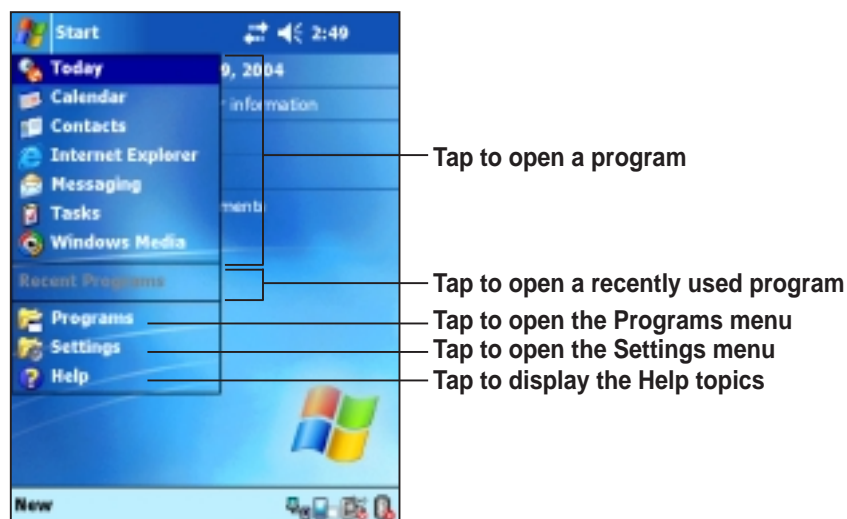 Start 2:49
Today 9, 2004
Calendar r information
Contacts
Internet Explorer
Tap to open a program
Messaging
Tasks ments
Windows Media
Recent Programs
Tap to open a recently used program
Programs
Tap to open the Programs menu
Settings
Tap to open the Settings menu
Help
Tap to display the Help topics
New